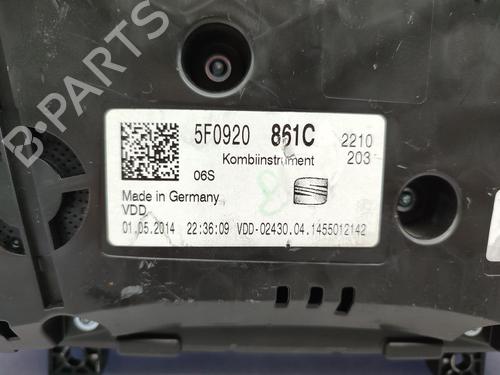 B-PARTS
5F0920 861C 2210
Kombiinstrument 203
06S
Made in Germany
VDD
01.05.2014 22:36:09 VDD-02430.04.1455012142